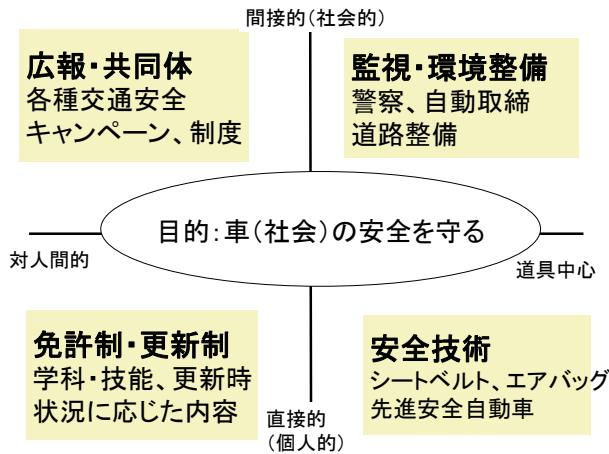 間接的(社会的)
広報・共同体
各種交通安全
キャンペーン、制度
監視・環境整備
警察、自動取締
道路整備
目的:車(社会)の安全を守る
対人間的
道具中心
免許制・更新制
学科・技能、更新時
状況に応じた内容
安全技術
シートベルト、エアバッグ
先進安全自動車
直接的
(個人的)